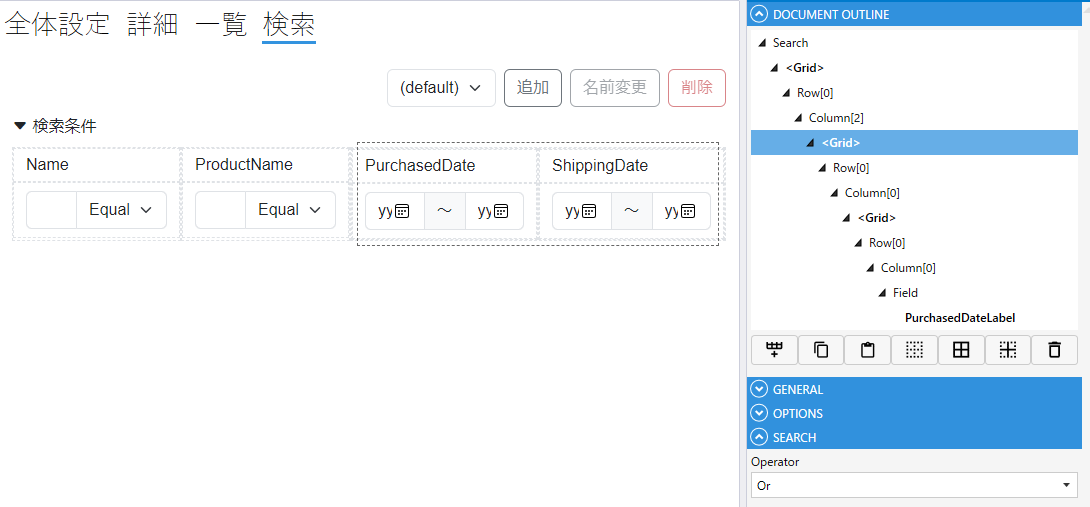 全体設定 詳細 一覧 検索
(default) 追加 名前変更 削除
検索条件
Name ProductName PurchasedDate ShippingDate
Equal Equal yy ～ yy yy ～ yy
DOCUMENT OUTLINE
Search
<Grid>
Row[0]
Column[2]
<Grid>
Row[0]
Column[0]
<Grid>
Row[0]
Column[0]
Field
PurchasedDateLabel
GENERAL
OPTIONS
SEARCH
Operator
Or